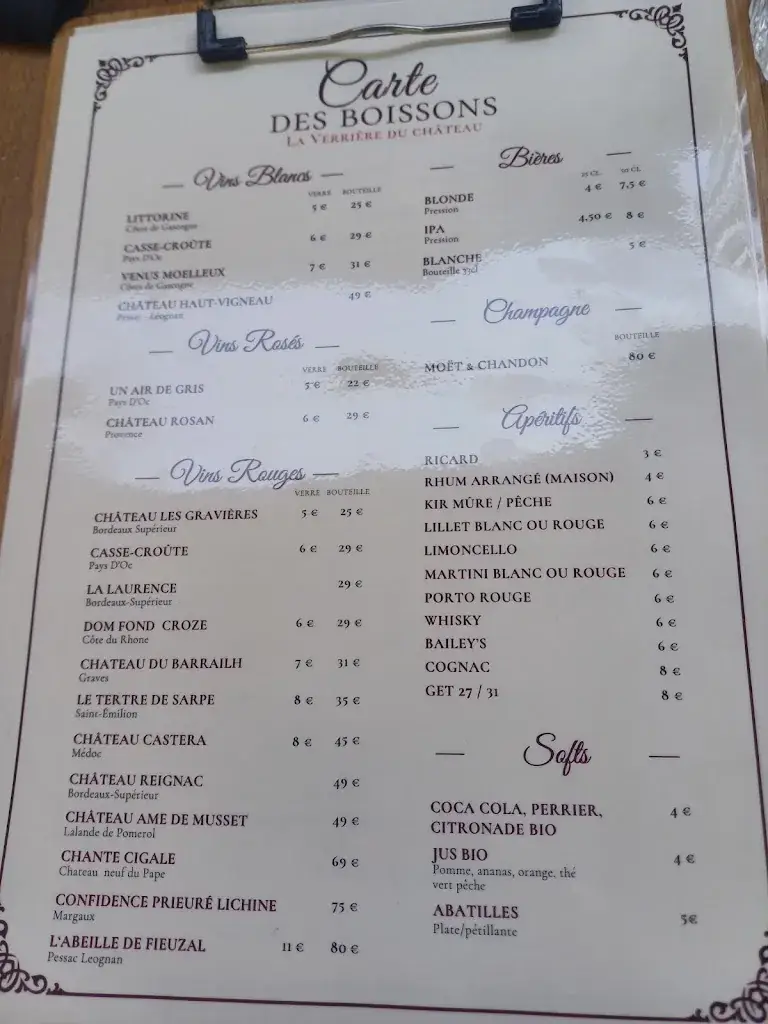 Carte
DES BOISSONS
LA VERRIÈRE DU CHÂTEAU
Vins Blancs
VERRE BOUTEILLE
LITTORINE 5 € 25 €
Côtes de Gascogne
CASSE-CROÛTE 6 € 29 €
Pays D'Oc
VENUS MOELLEUX 7 € 31 €
Côtes de Gascogne
CHÂTEAU HAUT-VIGNEAU 49 €
Pessac - Leognan
Vins Rosés
VERRE BOUTEILLE
UN AIR DE GRIS 5 € 22 €
Pays D'Oc
CHÂTEAU ROSAN 6 € 29 €
Provence
Vins Rouges
VERRE BOUTEILLE
CHÂTEAU LES GRAVIÈRES 5 € 25 €
Bordeaux Supérieur
CASSE-CROÛTE 6 € 29 €
Pays D'Oc
LA LAURENCE 29 €
Bordeaux-Supérieur
DOM FOND CROZE 6 € 29 €
Côte du Rhone
CHATEAU DU BARRAILH 7 € 31 €
Graves
LE TERTRE DE SARPE 8 € 35 €
Saint-Émilion
CHÂTEAU CASTERA 8 € 45 €
Médoc
CHÂTEAU REIGNAC 49 €
Bordeaux-Supérieur
CHÂTEAU AME DE MUSSET 49 €
Lalande de Pomerol
CHANTE CIGALE 69 €
Chateau neuf du Pape
CONFIDENCE PRIEURÉ LICHINE 75 €
Margaux
L'ABEILLE DE FIEUZAL 11 € 80 €
Pessac Leognan
Bières
25 CL 50 CL
BLONDE 4 € 7,5 €
Pression
IPA 4,50 € 8 €
Pression
BLANCHE 5 €
Bouteille 33cl
Champagne
BOUTEILLE
MOËT & CHANDON 80 €
Apéritifs
RICARD 3 €
RHUM ARRANGÉ (MAISON) 4 €
KIR MÛRE / PÊCHE 6 €
LILLET BLANC OU ROUGE 6 €
LIMONCELLO 6 €
MARTINI BLANC OU ROUGE 6 €
PORTO ROUGE 6 €
WHISKY 6 €
BAILEY'S 6 €
COGNAC 8 €
GET 27 / 31 8 €
Softs
COCA COLA, PERRIER, 4 €
CITRONADE BIO
JUS BIO 4 €
Pomme, ananas, orange, thé
vert pêche
ABATILLES 5€
Plate/pétillante